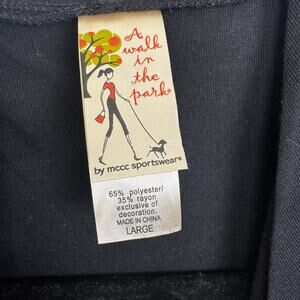 A
walk
in
the
park®
by mccc sportswear®
65% polyester/
35% rayon
exclusive of
decoration.
MADE IN CHINA
LARGE